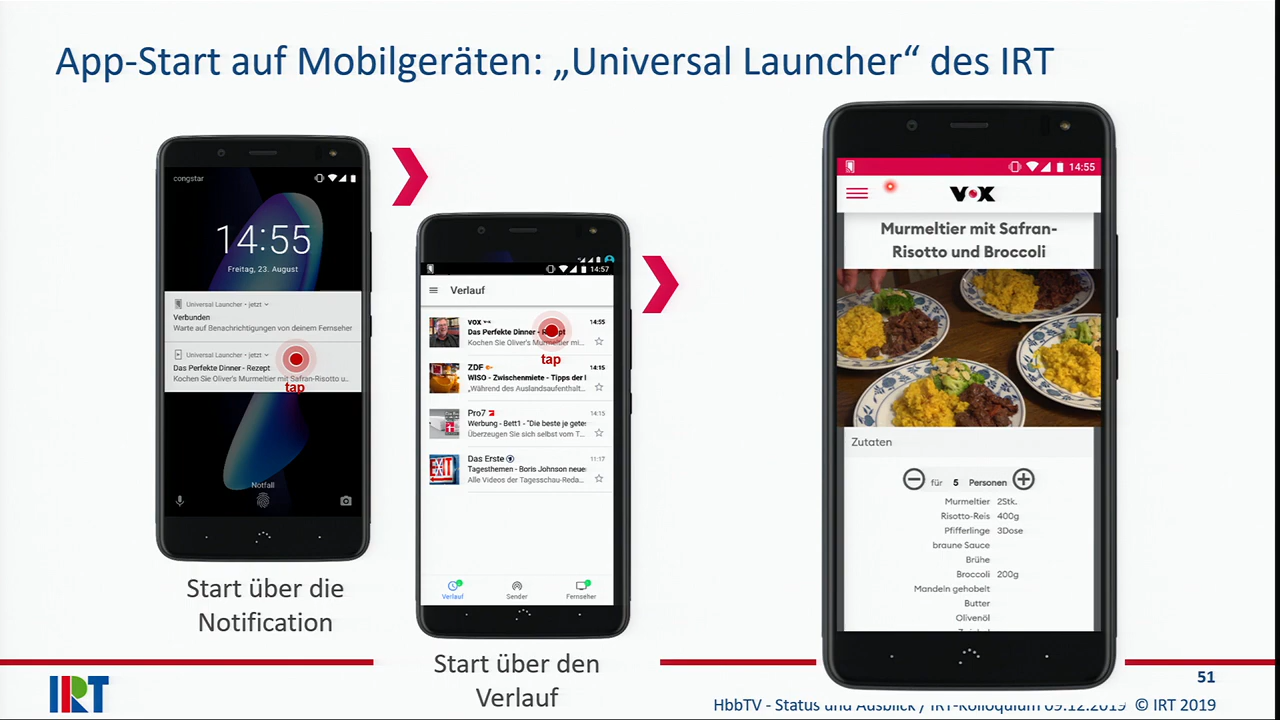 App-Start auf Mobilgeräten: „Universal Launcher“ des IRT
congstar
14:55
Freitag, 23. August
Universal Launcher • jetzt
Verbunden
Warte auf Benachrichtigungen von deinem Fernseher
Universal Launcher • jetzt
Das Perfekte Dinner - Rezept
Kochen Sie Oliver's Murmeltier mit Safran-Risotto u...
tap
Notfall
Start über die
Notification
14:57
Verlauf
VOX 14:55
Das Perfekte Dinner -
Kochen Sie Oliver's Murmeltier mi...
tap
ZDF 14:15
WISO - Zwischenmiete - Tipps der
„Während des Auslandsaufenthalt...
Pro7 14:15
Werbung - Bett1 - "Die beste je gete
Überzeugen Sie sich selbst vom T...
Das Erste 11:17
Tagesthemen - Boris Johnson neue
Alle Videos der Tagesschau-Reda...
Verlauf Sender Fernseher
Start über den
Verlauf
14:55
VOX
Murmeltier mit Safran-
Risotto und Broccoli
Zutaten
für 5 Personen
Murmeltier 2Stk.
Risotto-Reis 400g
Pfifferlinge 3Dose
braune Sauce
Brühe
Broccoli 200g
Mandeln gehobelt
Butter
Olivenöl
IRT
51
HbbTV - Status und Ausblick / IRT-Kolloquium 09.12.2019 © IRT 2019